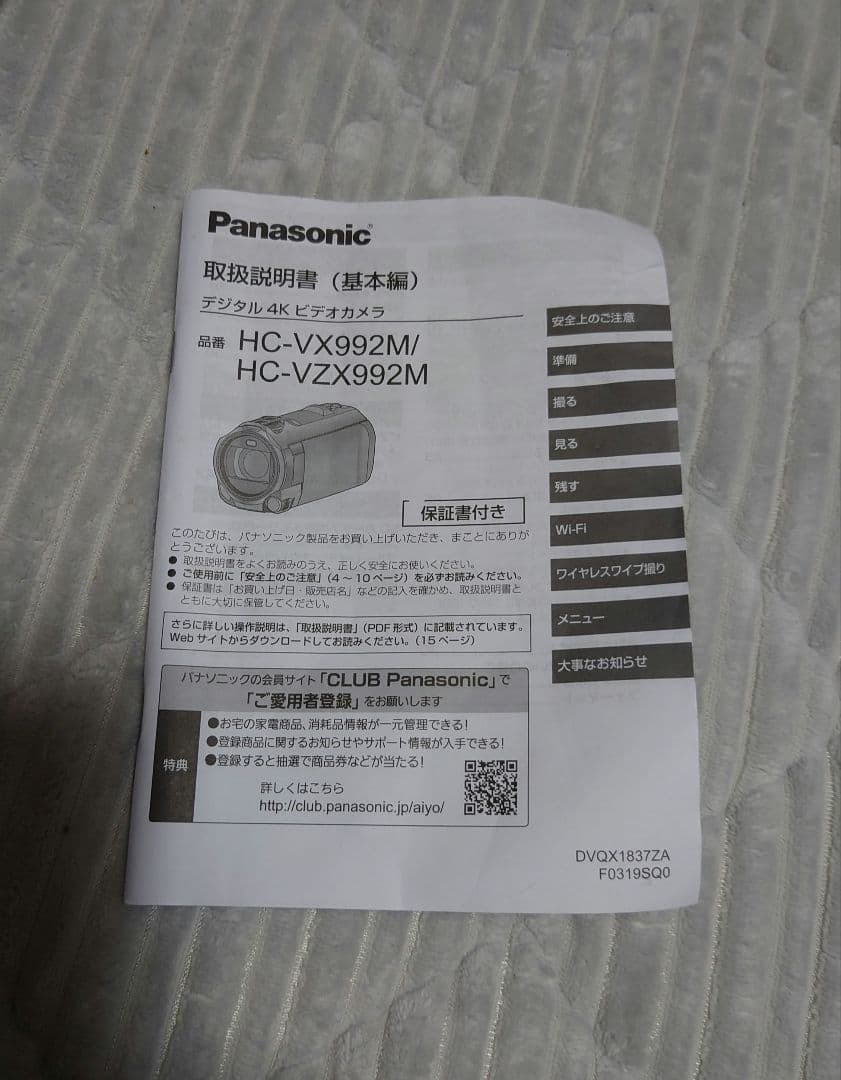 Panasonic
取扱説明書（基本編）
デジタル 4K ビデオカメラ
品番 HC-VX992M/
HC-VZX992M
保証書付き
このたびは、パナソニック製品をお買い上げいただき、まことにありが
とうございます。
● 取扱説明書をよくお読みのうえ、正しく安全にお使いください。
● ご使用前に「安全上のご注意」（4 〜 10 ページ）を必ずお読みください。
● 保証書は「お買い上げ日・販売店名」などの記入を確かめ、取扱説明書と
ともに大切に保管してください。
さらに詳しい操作説明は、「取扱説明書」（PDF 形式）に記載されています。
Web サイトからダウンロードしてお読みください。（15 ページ）
パナソニックの会員サイト「CLUB Panasonic」で
「ご愛用者登録」をお願いします
特典
●お宅の家電商品、消耗品情報が一元管理できる！
●登録商品に関するお知らせやサポート情報が入手できる！
●登録すると抽選で商品券などが当たる！
詳しくはこちら
http://club.panasonic.jp/aiyo/
安全上のご注意
準備
撮る
見る
残す
Wi-Fi
ワイヤレスワイプ撮り
メニュー
大事なお知らせ
DVQX1837ZA
F0319SQ0